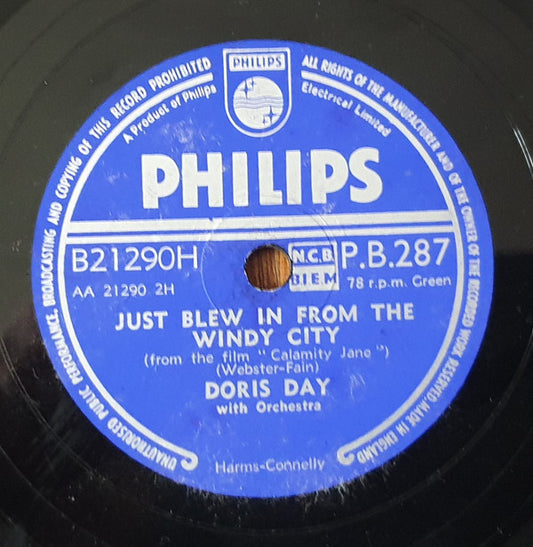 UNAUTHORISED PUBLIC PERFORMANCE, BROADCASTING AND COPYING OF THIS RECORD PROHIBITED
ALL RIGHTS OF THE MANUFACTURER AND OF THE OWNER OF THE RECORDED WORK RESERVED. MADE IN ENGLAND
PHILIPS
A Product of Philips
Electrical Limited
PHILIPS
B21290H
N.C.B
P.B.287
AA 21290 2H
BIEM
78 r.p.m. Green
JUST BLEW IN FROM THE
WINDY CITY
(from the film "Calamity Jane")
(Webster-Fain)
DORIS DAY
with Orchestra
Harms-Connelly